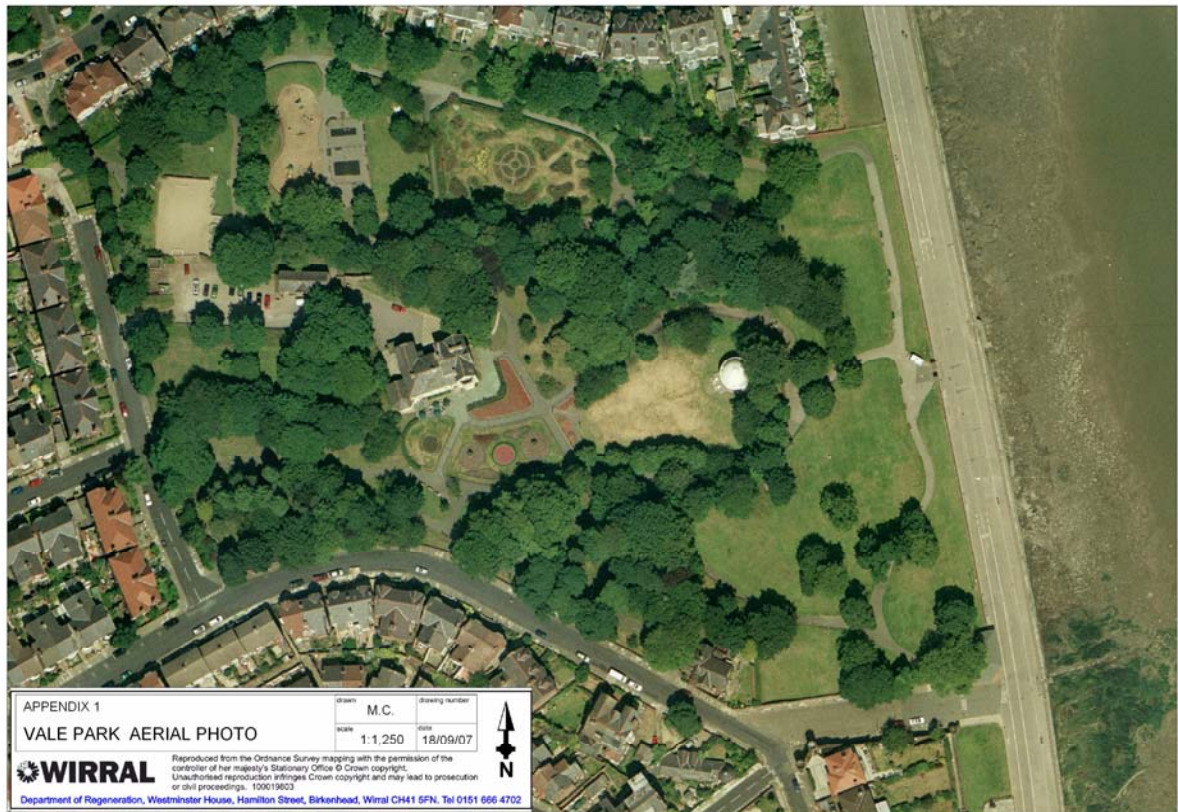 APPENDIX 1
VALE PARK AERIAL PHOTO
drawn
M.C.
drawing number
scale
1:1,250
date
18/09/07
WIRRAL
Reproduced from the Ordnance Survey mapping with the permission of the
controller of her majesty's Stationary Office © Crown copyright.
Unauthorised reproduction infringes Crown copyright and may lead to prosecution
or civil proceedings. 100019803
N
Department of Regeneration, Westminster House, Hamilton Street, Birkenhead, Wirral CH41 5FN. Tel 0151 666 4702